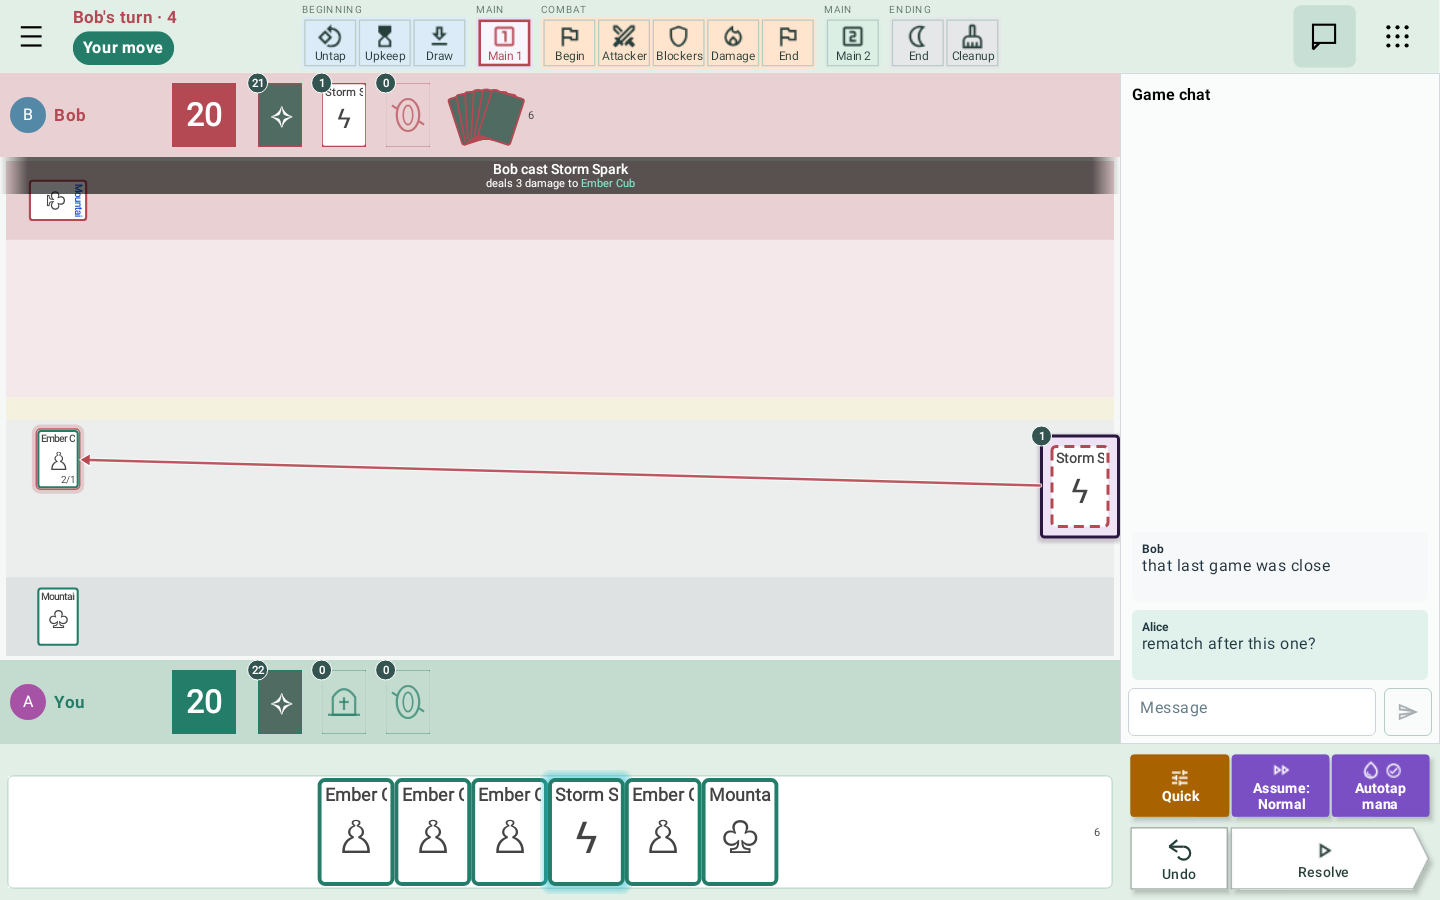 Bob's turn · 4
Your move
BEGINNING
MAIN
COMBAT
MAIN
ENDING
Untap
Upkeep
Draw
1
Main 1
Begin
Attacker
Blockers
Damage
End
2
Main 2
End
Cleanup
B
Bob
20
21
1
Storm S
0
6
Bob cast Storm Spark
deals 3 damage to Ember Cub
Mountai
Ember C
2/1
1
Storm S
Mountai
A
You
20
22
0
0
Ember C
Ember C
Ember C
Storm S
Ember C
Mounta
6
Game chat
Bob
that last game was close
Alice
rematch after this one?
Message
Quick
Assume:
Normal
Autotap
mana
Undo
Resolve